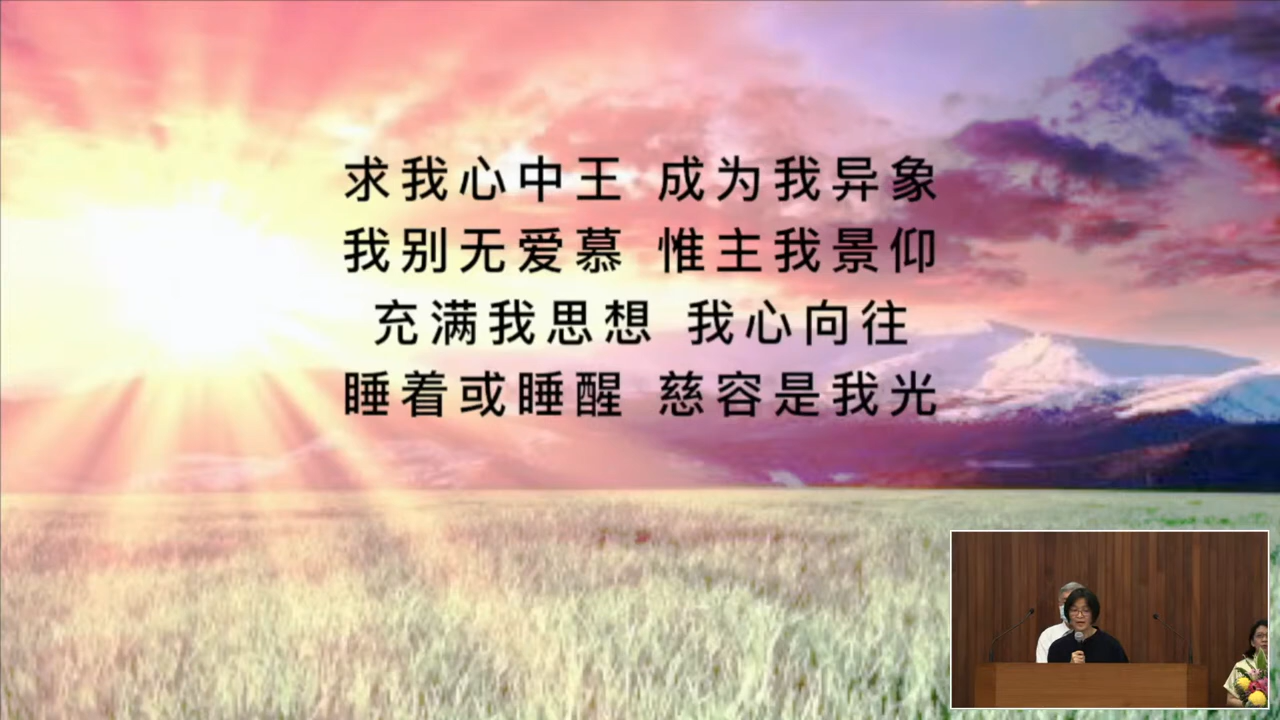 求我心中王 成为我异象
我别无爱慕 惟主我景仰
充满我思想 我心向往
睡着或睡醒 慈容是我光